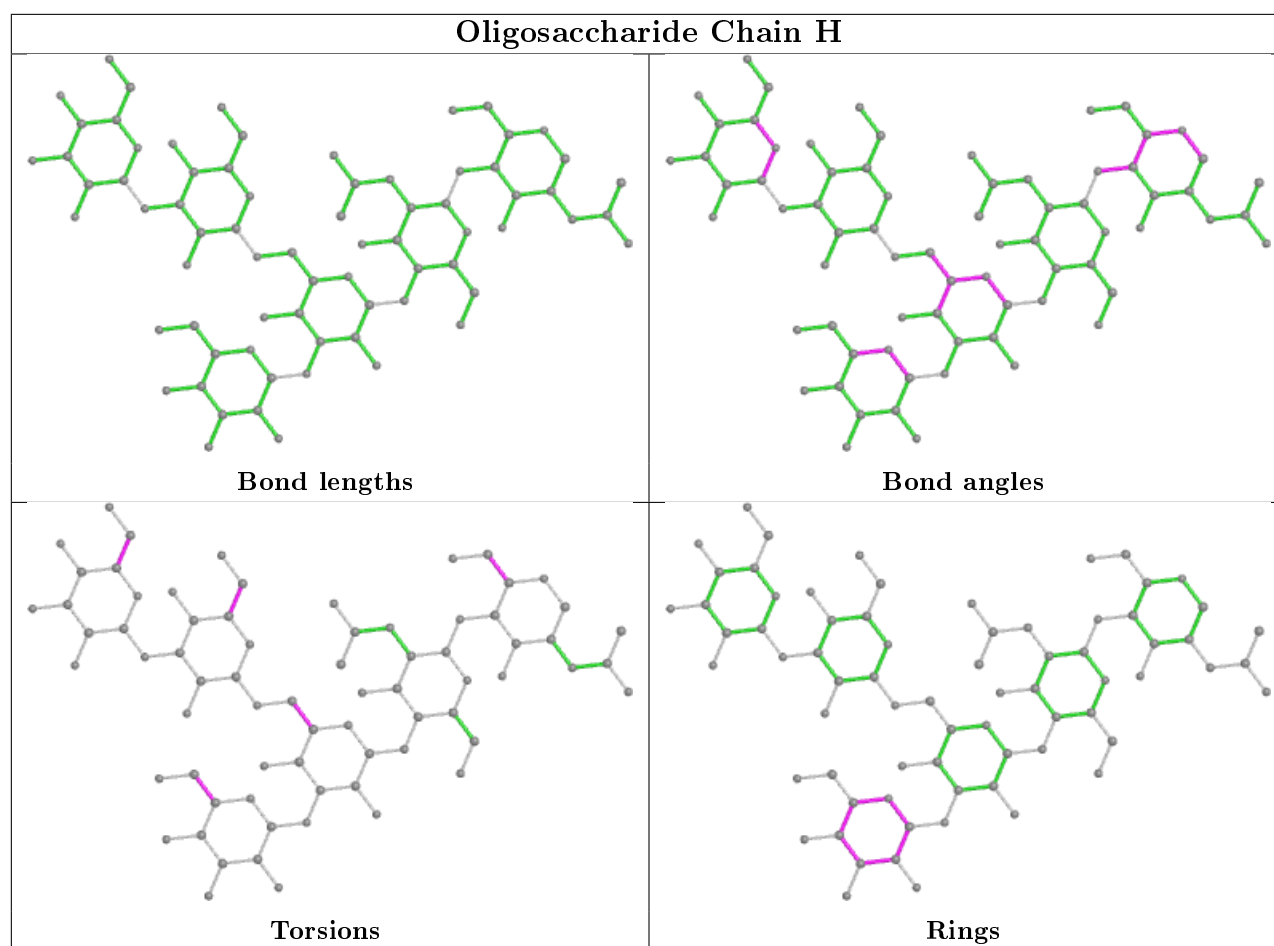 Oligosaccharide Chain H
Bond lengths
Bond angles
Torsions
Rings